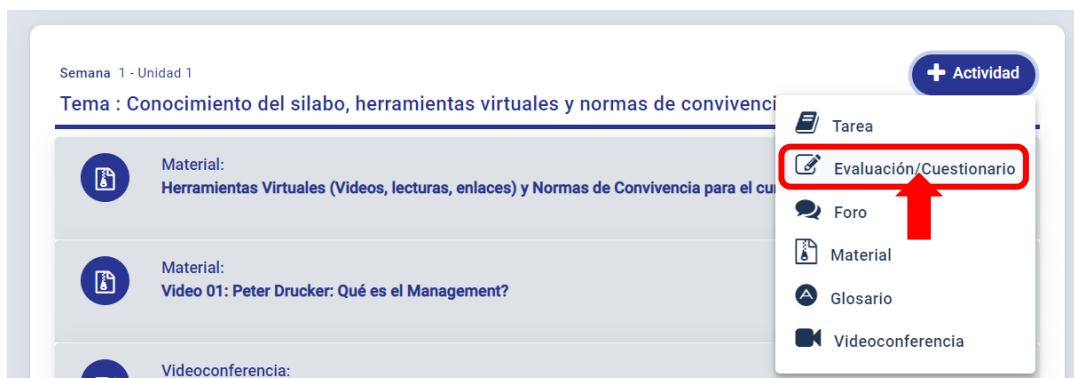 Semana 1 - Unidad 1
Actividad
Tema : Conocimiento del silabo, herramientas virtuales y normas de convivenci
Tarea
Material:
Herramientas Virtuales (Videos, lecturas, enlaces) y Normas de Convivencia para el cu
Evaluación/Cuestionario
Foro
Material
Material:
Video 01: Peter Drucker: Qué es el Management?
Glosario
Videoconferencia
Videoconferencia: